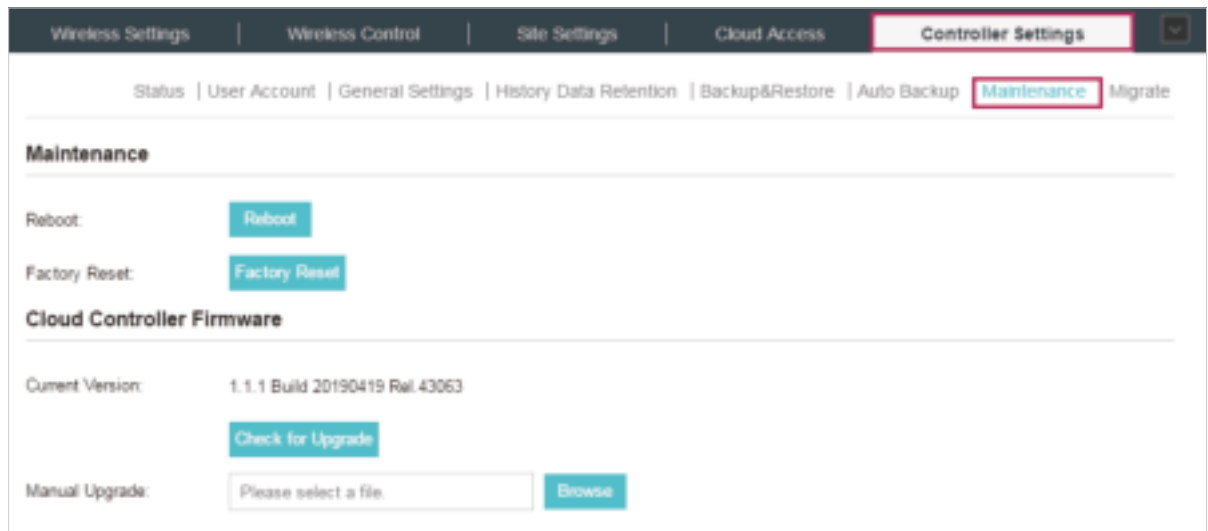 Wireless Settings | Wireless Control | Site Settings | Cloud Access Controller Settings
Status | User Account | General Settings | History Data Retention | Backup&Restore | Auto Backup Maintenance Migrate
Maintenance
Reboot: Reboot
Factory Reset: Factory Reset
Cloud Controller Firmware
Current Version: 1.1.1 Build 20190419 Rel.43063
Check for Upgrade
Manual Upgrade: Please select a file. Browse